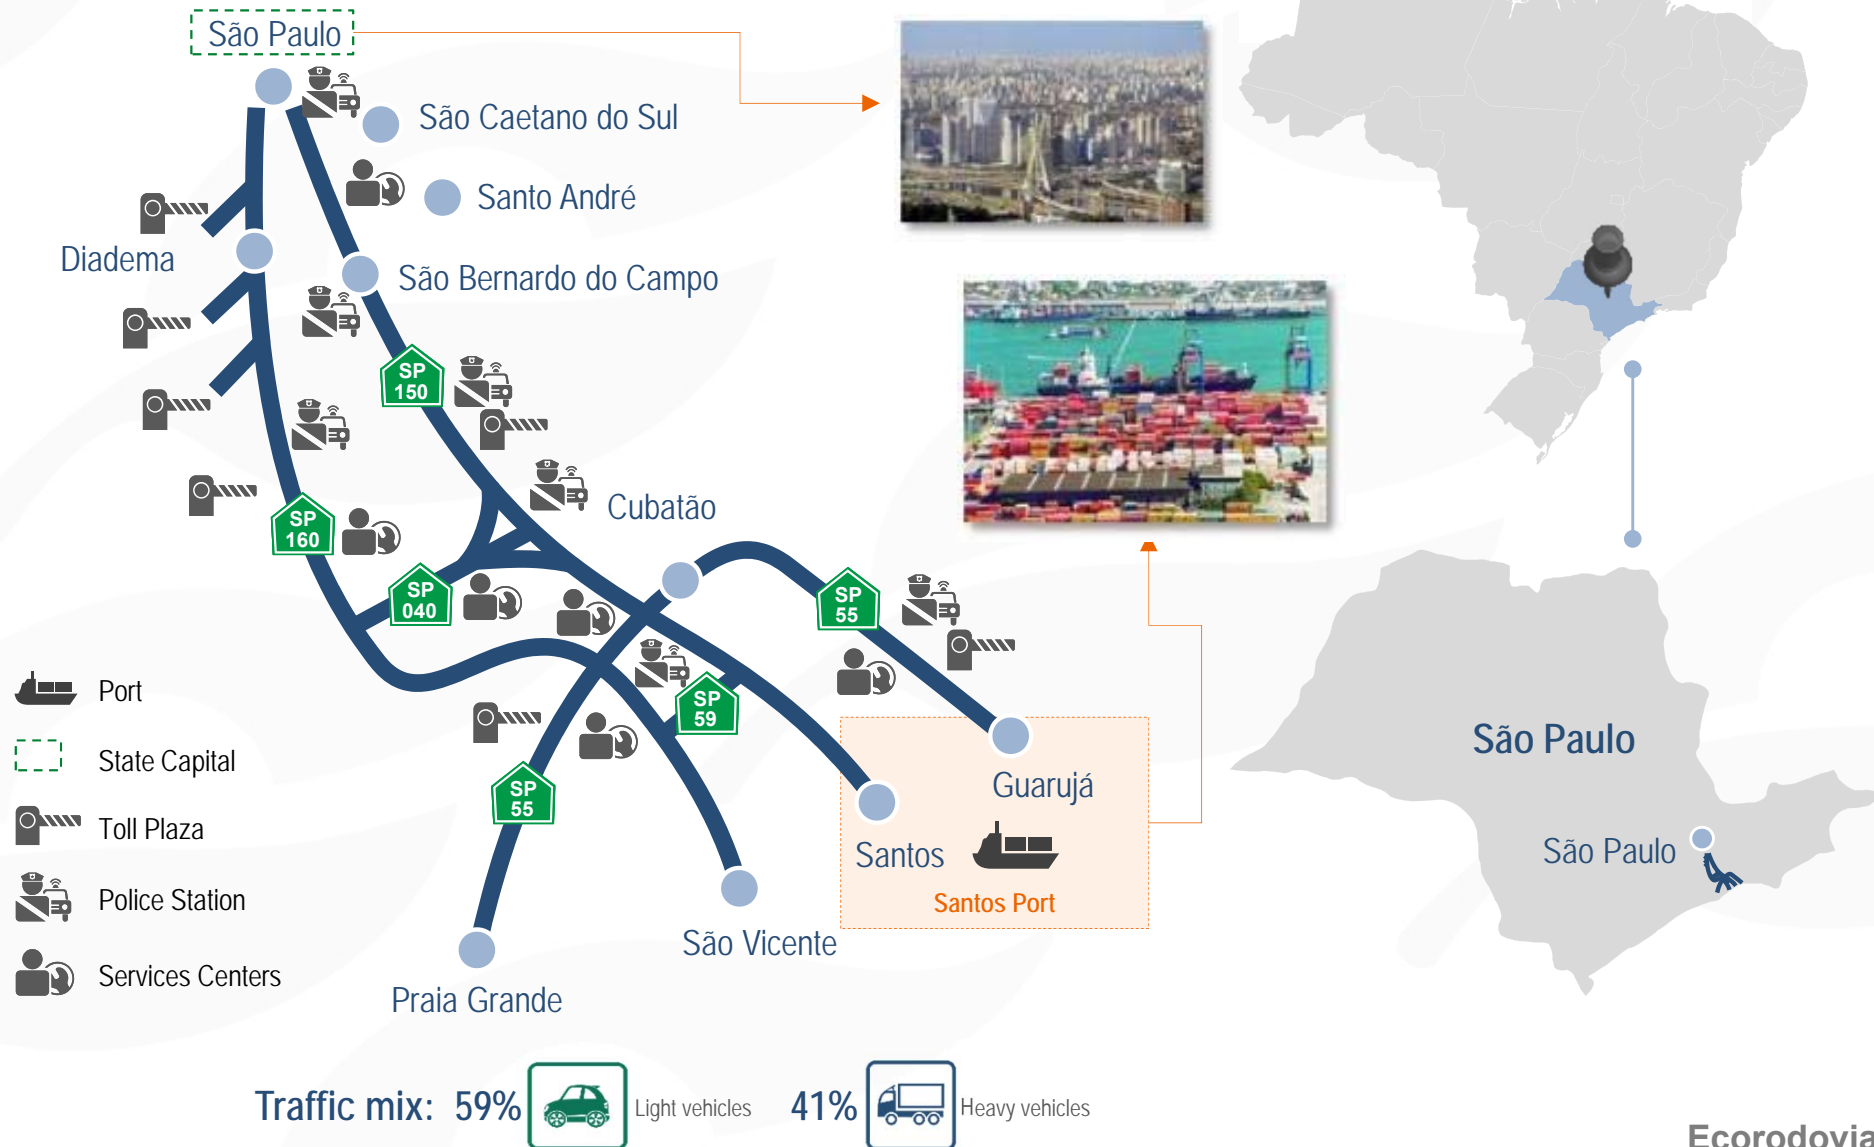 São Paulo
São Caetano do Sul
Santo André
Diadema
São Bernardo do Campo
SP
150
Cubatão
SP
160
SP
040
SP
55
SP
59
SP
55
Port
State Capital
Toll Plaza
Police Station
Services Centers
Guarujá
Santos
Santos Port
São Vicente
Praia Grande
São Paulo
São Paulo
Traffic mix: 59% Light vehicles 41% Heavy vehicles
Ecorodovia